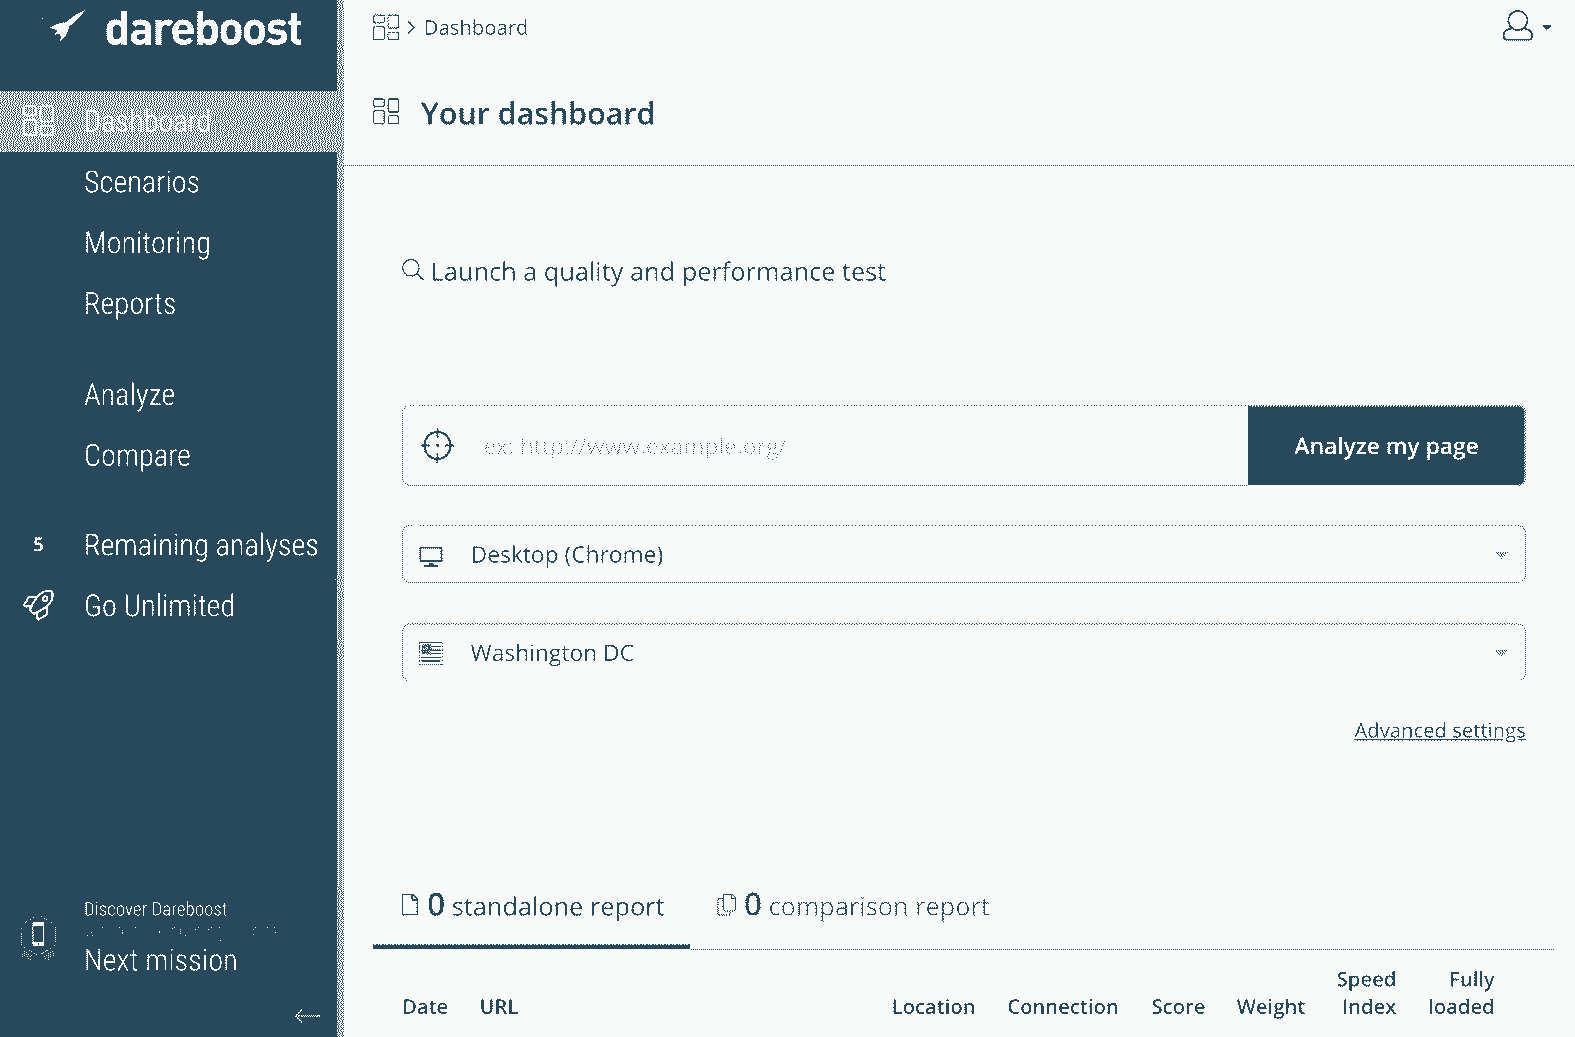 dareboost
Dashboard
Scenarios
Monitoring
Reports
Analyze
Compare
5 Remaining analyses
Go Unlimited
Discover Dareboost
Next mission
Dashboard
Your dashboard
Launch a quality and performance test
ex: http://www.example.org/
Analyze my page
Desktop (Chrome)
Washington DC
Advanced settings
0 standalone report
0 comparison report
Date URL Location Connection Score Weight Speed Index Fully loaded